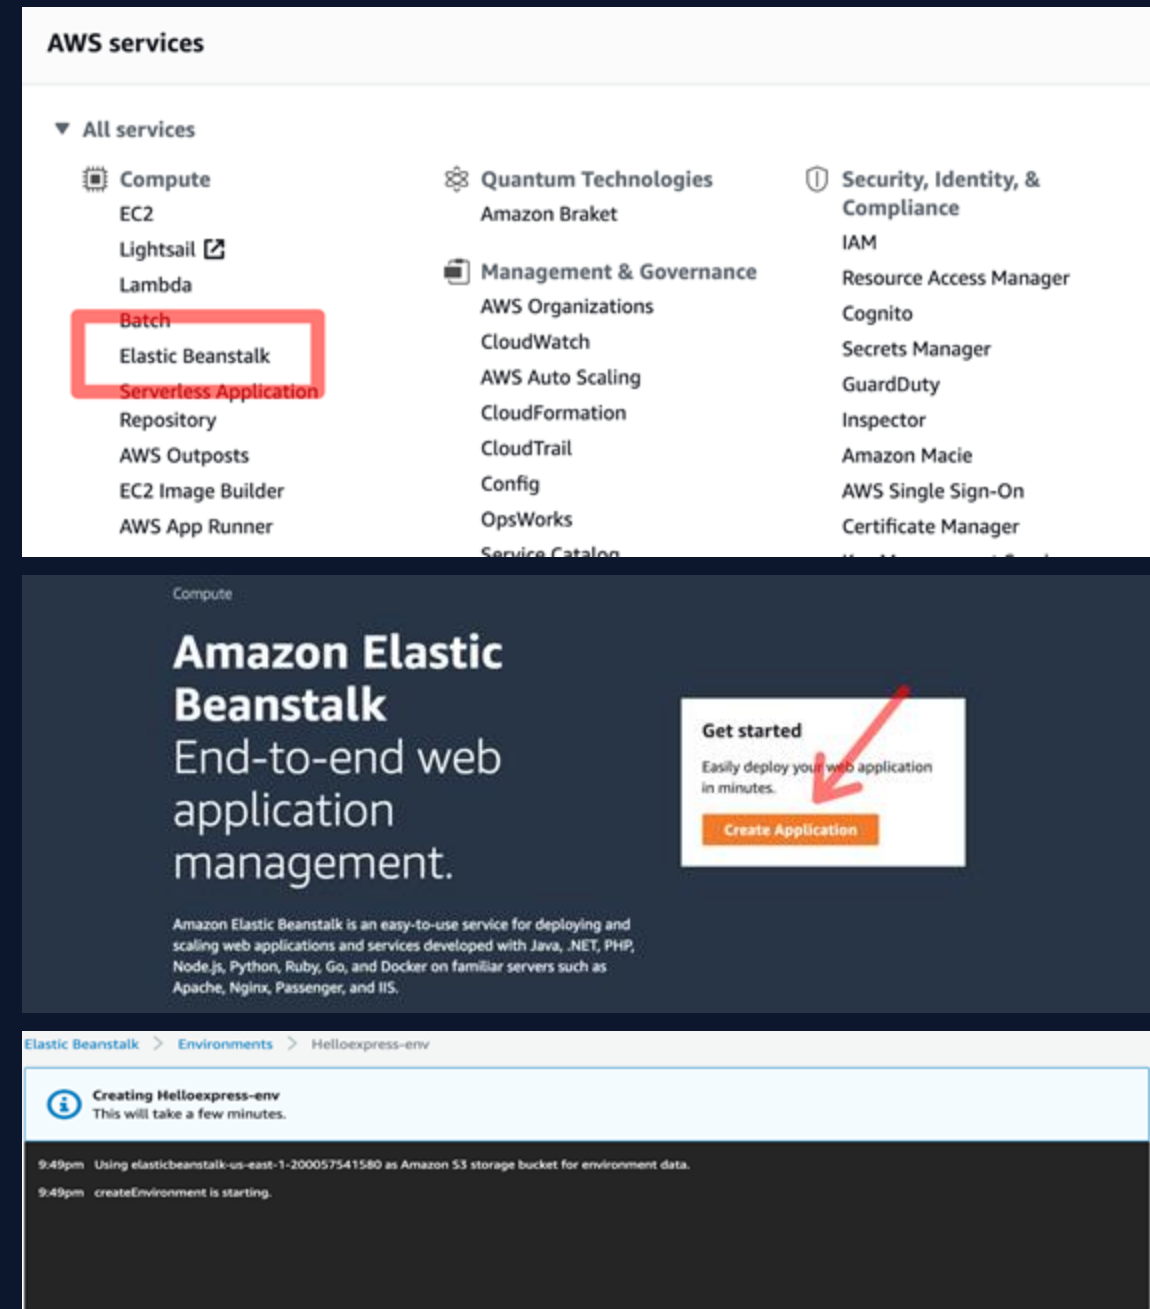 AWS services
All services
Compute
EC2
Lightsail
Lambda
Batch
Elastic Beanstalk
Serverless Application
Repository
AWS Outposts
EC2 Image Builder
AWS App Runner
Quantum Technologies
Amazon Braket
Management & Governance
AWS Organizations
CloudWatch
AWS Auto Scaling
CloudFormation
CloudTrail
Config
OpsWorks
Service Catalog
Security, Identity, &
Compliance
IAM
Resource Access Manager
Cognito
Secrets Manager
GuardDuty
Inspector
Amazon Macie
AWS Single Sign-On
Certificate Manager
Compute
Amazon Elastic
Beanstalk
End-to-end web
application
management.
Amazon Elastic Beanstalk is an easy-to-use service for deploying and
scaling web applications and services developed with Java, .NET, PHP,
Node.js, Python, Ruby, Go, and Docker on familiar servers such as
Apache, Nginx, Passenger, and IIS.
Get started
Easily deploy your web application
in minutes.
Create Application
Elastic Beanstalk > Environments > Helloexpress-env
Creating Helloexpress-env
This will take a few minutes.
9:49pm Using elasticbeanstalk-us-east-1-200057541580 as Amazon S3 storage bucket for environment data.
9:49pm createEnvironment is starting.